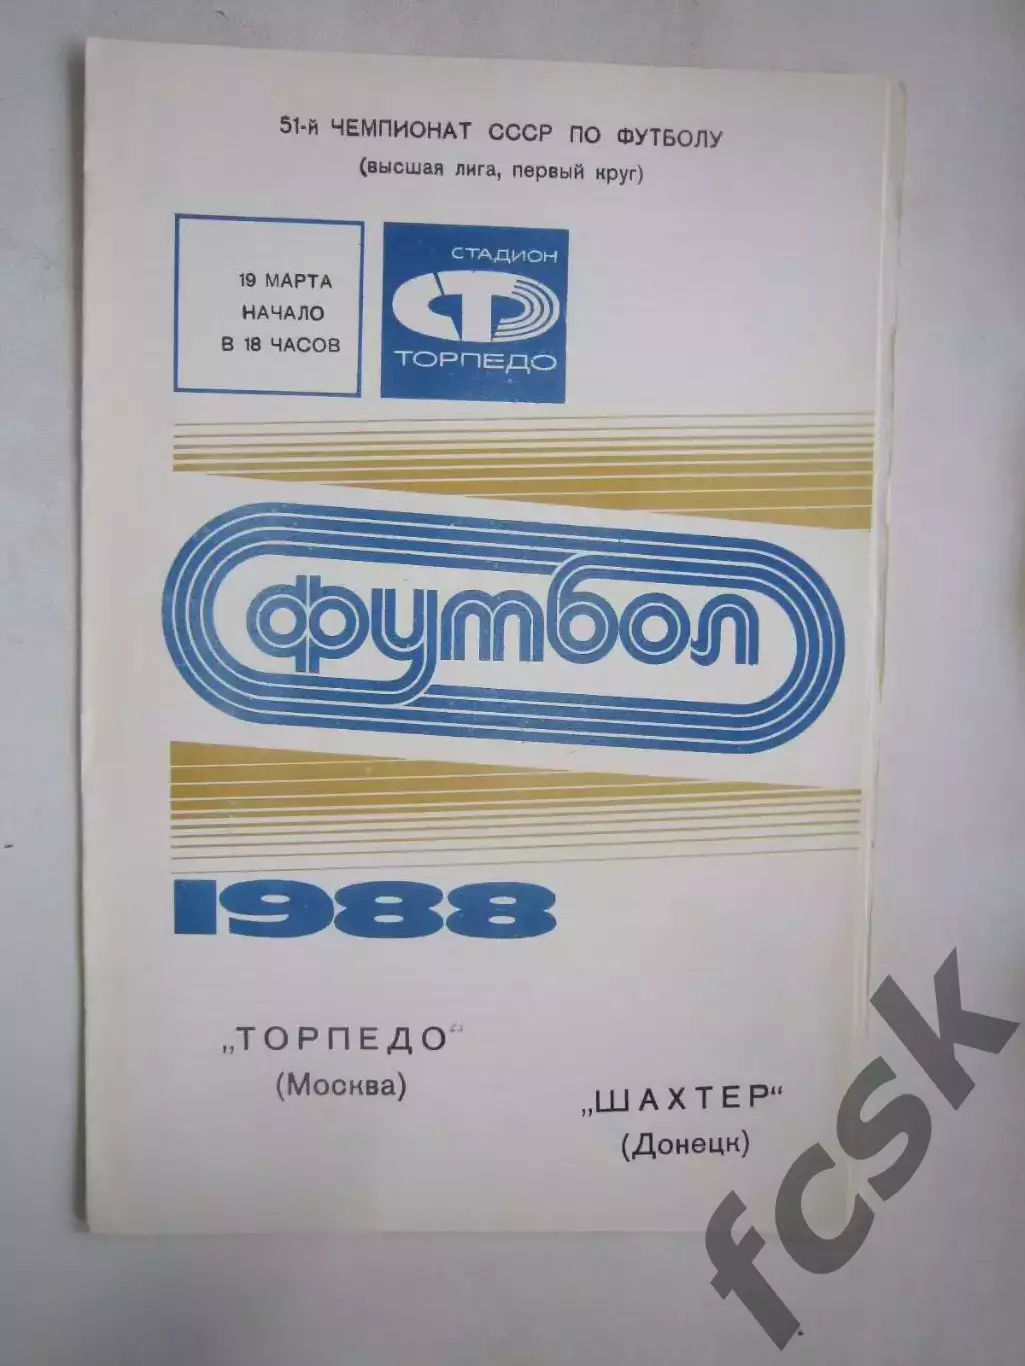 51-й ЧЕМПИОНАТ СССР ПО ФУТБОЛУ
(высшая лига, первый круг)
19 МАРТА
НАЧАЛО
В 18 ЧАСОВ
СТАДИОН
ТОРПЕДО
футбол
1988
„ТОРПЕДО“
(Москва)
„ШАХТЕР“
(Донецк)
fcsk